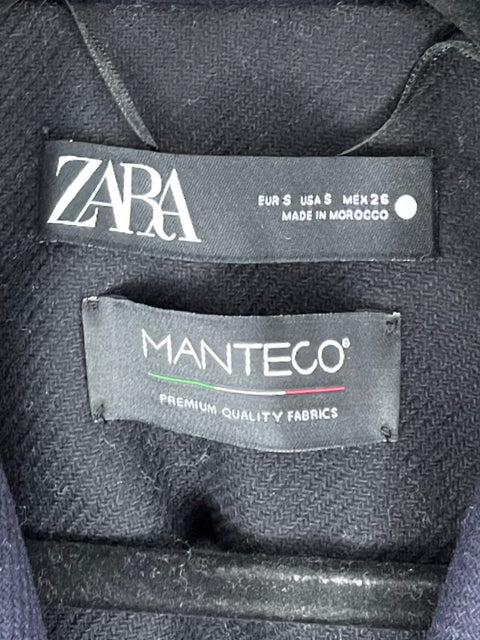 ZARA
EUR S USA S MEX 26
MADE IN MOROCCO
MANTECO®
PREMIUM QUALITY FABRICS